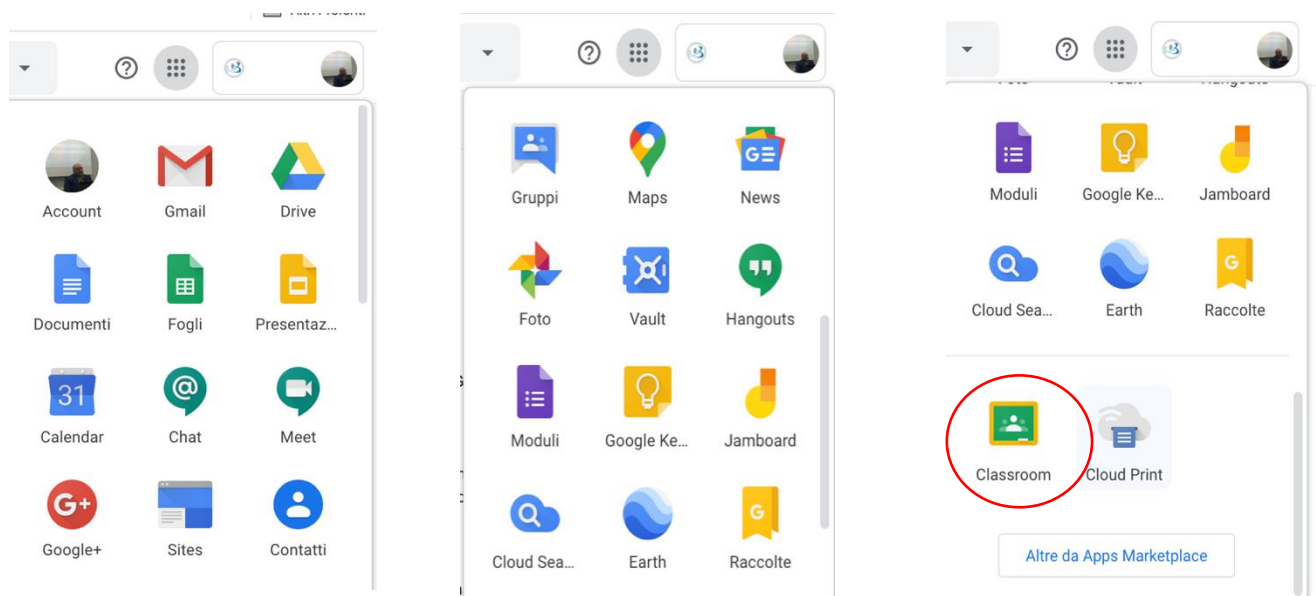 Account Gmail Drive
Documenti Fogli Presentaz...
31
Calendar Chat Meet
G+
Google+ Sites Contatti
GE
Gruppi Maps News
Foto Vault Hangouts
Moduli Google Ke... Jamboard
G
Cloud Sea... Earth Raccolte
Moduli Google Ke... Jamboard
G
Cloud Sea... Earth Raccolte
Classroom Cloud Print
Altre da Apps Marketplace